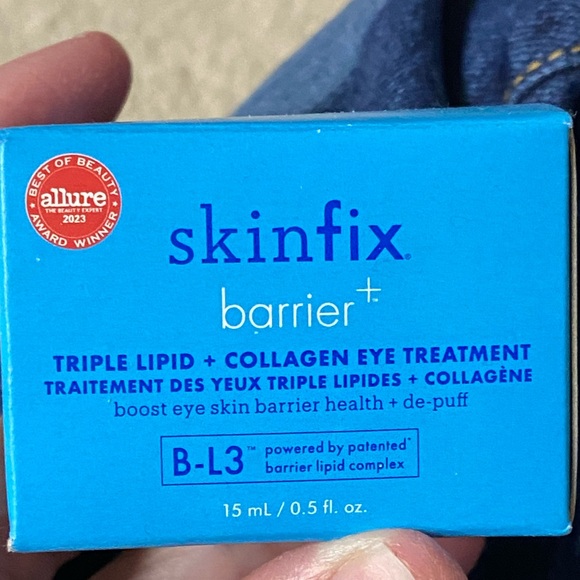 BEST OF BEAUTY
allure
THE BEAUTY EXPERT
2023
AWARD WINNER
skinfix
barrier+
TRIPLE LIPID + COLLAGEN EYE TREATMENT
TRAITEMENT DES YEUX TRIPLE LIPIDES + COLLAGÈNE
boost eye skin barrier health + de-puff
B-L3™ powered by patented^
barrier lipid complex
15 mL / 0.5 fl. oz.